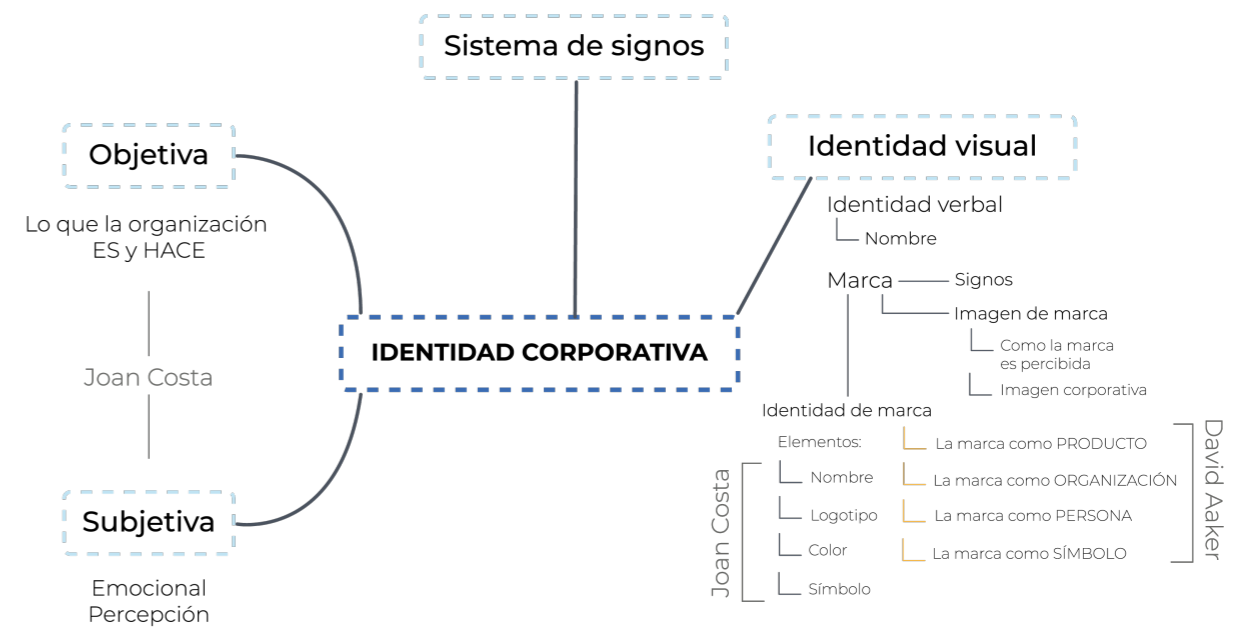 Sistema de signos
Objetiva
Lo que la organización
ES y HACE
Joan Costa
Subjetiva
Emocional
Percepción
IDENTIDAD CORPORATIVA
Identidad visual
Identidad verbal
Nombre
Marca
Signos
Imagen de marca
Como la marca
es percibida
Imagen corporativa
Identidad de marca
Elementos:
Joan Costa
Nombre
Logotipo
Color
Símbolo
La marca como PRODUCTO
La marca como ORGANIZACIÓN
La marca como PERSONA
La marca como SÍMBOLO
David Aaker